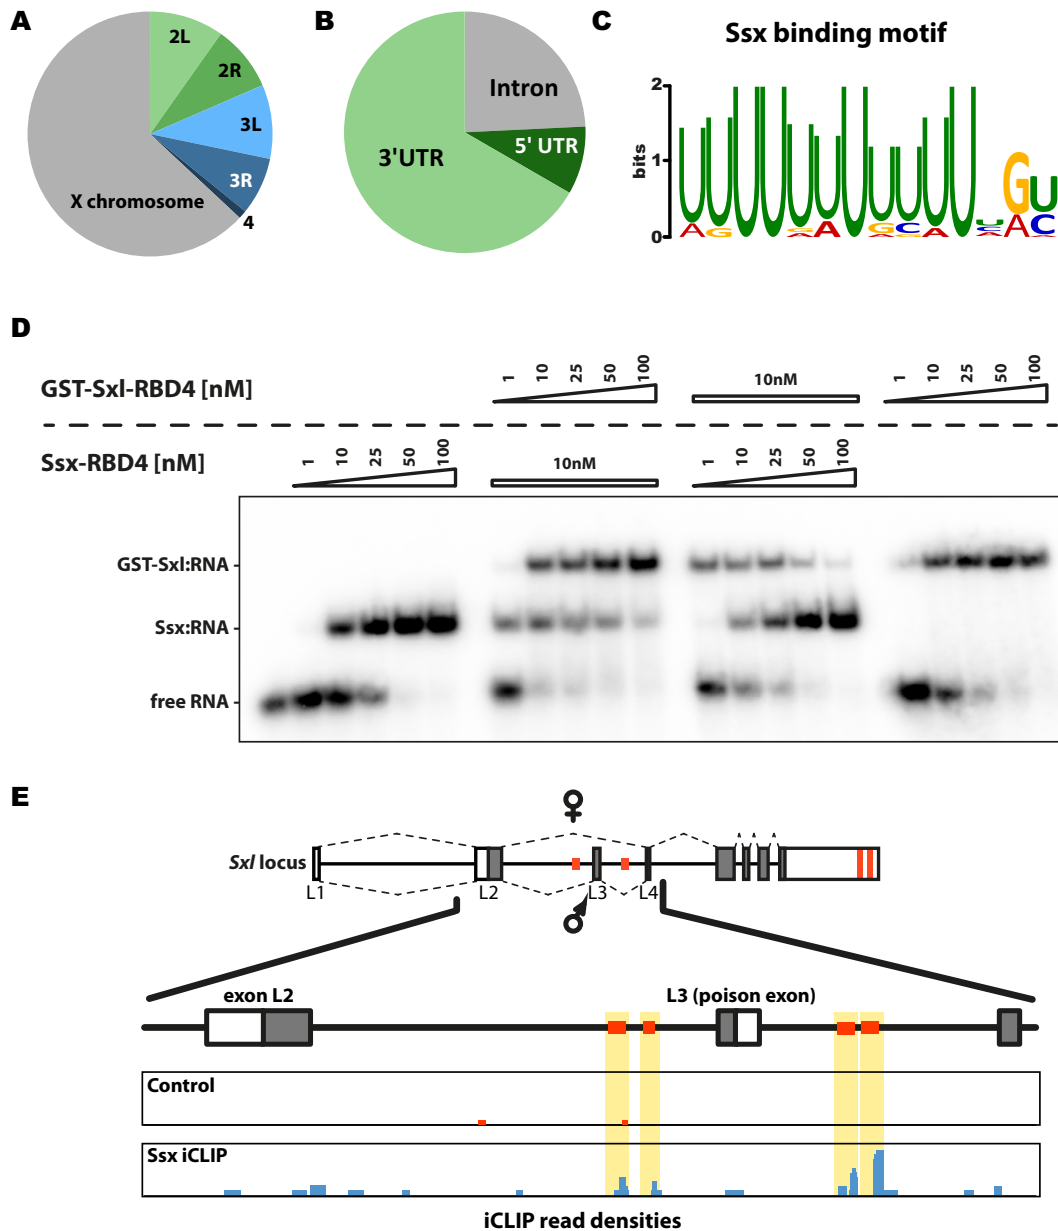 A
2L
2R
3L
3R
4
X chromosome
B
Intron
5' UTR
3'UTR
C
Ssx binding motif
2
1
0
bits
D
GST-Sxl-RBD4 [nM]
1 10 25 50 100
10nM
1 10 25 50 100
Ssx-RBD4 [nM]
1 10 25 50 100
10nM
1 10 25 50 100
GST-Sxl:RNA
Ssx:RNA
free RNA
E
♀
Sxl locus
L1 L2 L3 L4
♂
exon L2
L3 (poison exon)
Control
Ssx iCLIP
iCLIP read densities